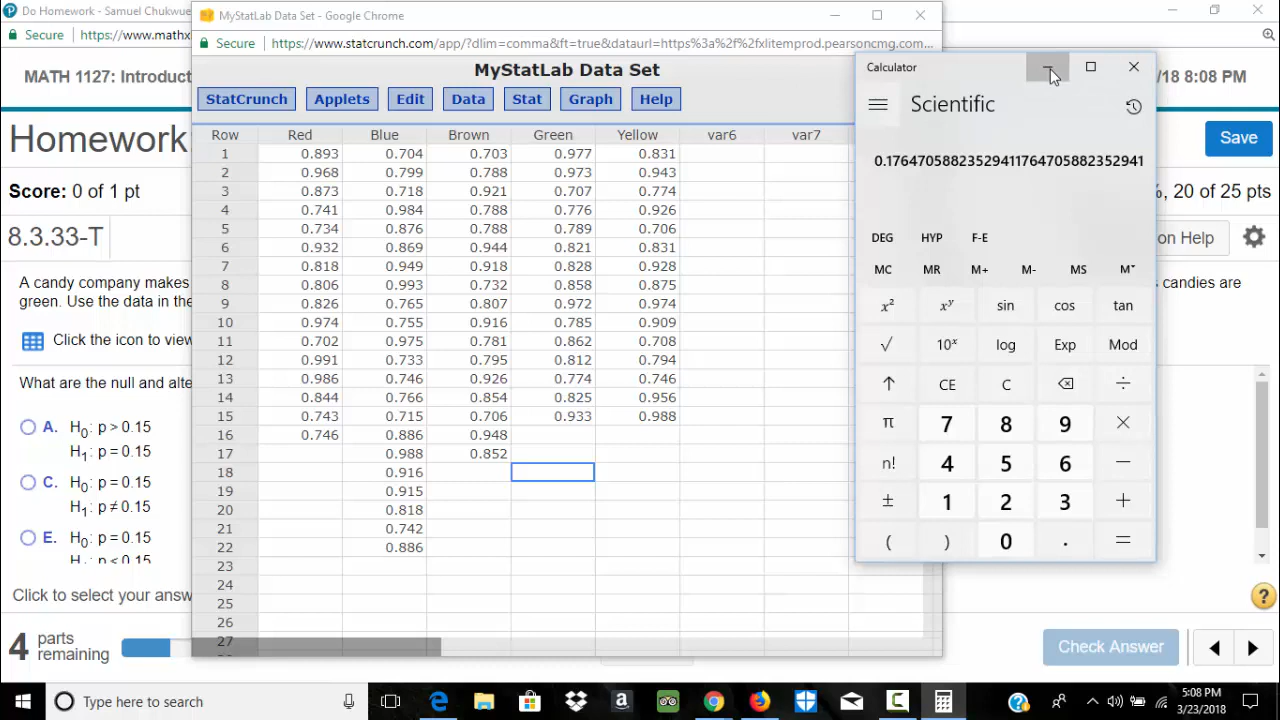 Do Homework - Samuel Chukwue
MyStatLab Data Set - Google Chrome
Secure
https://www.mathx
Secure
https://www.statcrunch.com/app/?dlim=comma&ft=true&dataurl=https%3a%2f%2fxlitemprod.pearsoncmg.com...
MATH 1127: Introduct
MyStatLab Data Set
/18 8:08 PM
StatCrunch Applets Edit Data Stat Graph Help
Homework
Save
Score: 0 of 1 pt
%, 20 of 25 pts
8.3.33-T
on Help
A candy company makes
s candies are
green. Use the data in the
Click the icon to view
What are the null and alte
A. H0: p > 0.15
H1: p = 0.15
C. H0: p = 0.15
H1: p ≠ 0.15
E. H0: p = 0.15
H1: p < 0.15
Click to select your answ
4 parts remaining
Check Answer
Row Red Blue Brown Green Yellow var6 var7
1 0.893 0.704 0.703 0.977 0.831
2 0.968 0.799 0.788 0.973 0.943
3 0.873 0.718 0.921 0.707 0.774
4 0.741 0.984 0.788 0.776 0.926
5 0.734 0.876 0.788 0.789 0.706
6 0.932 0.869 0.944 0.821 0.831
7 0.818 0.949 0.918 0.828 0.928
8 0.806 0.993 0.732 0.858 0.875
9 0.826 0.765 0.807 0.972 0.974
10 0.974 0.755 0.916 0.785 0.909
11 0.702 0.975 0.781 0.862 0.708
12 0.991 0.733 0.795 0.812 0.794
13 0.986 0.746 0.926 0.774 0.746
14 0.844 0.766 0.854 0.825 0.956
15 0.743 0.715 0.706 0.933 0.988
16 0.746 0.886 0.948
17 0.988 0.852
18 0.916
19 0.915
20 0.818
21 0.742
22 0.886
23
24
25
26
27
Calculator
Scientific
0.17647058823529411764705882352941
DEG HYP F-E
MC MR M+ M- MS M▾
x² xʸ sin cos tan
√ 10ˣ log Exp Mod
↑ CE C ⌫ ÷
π 7 8 9 ×
n! 4 5 6 −
± 1 2 3 +
( ) 0 . =
Type here to search
5:08 PM
3/23/2018